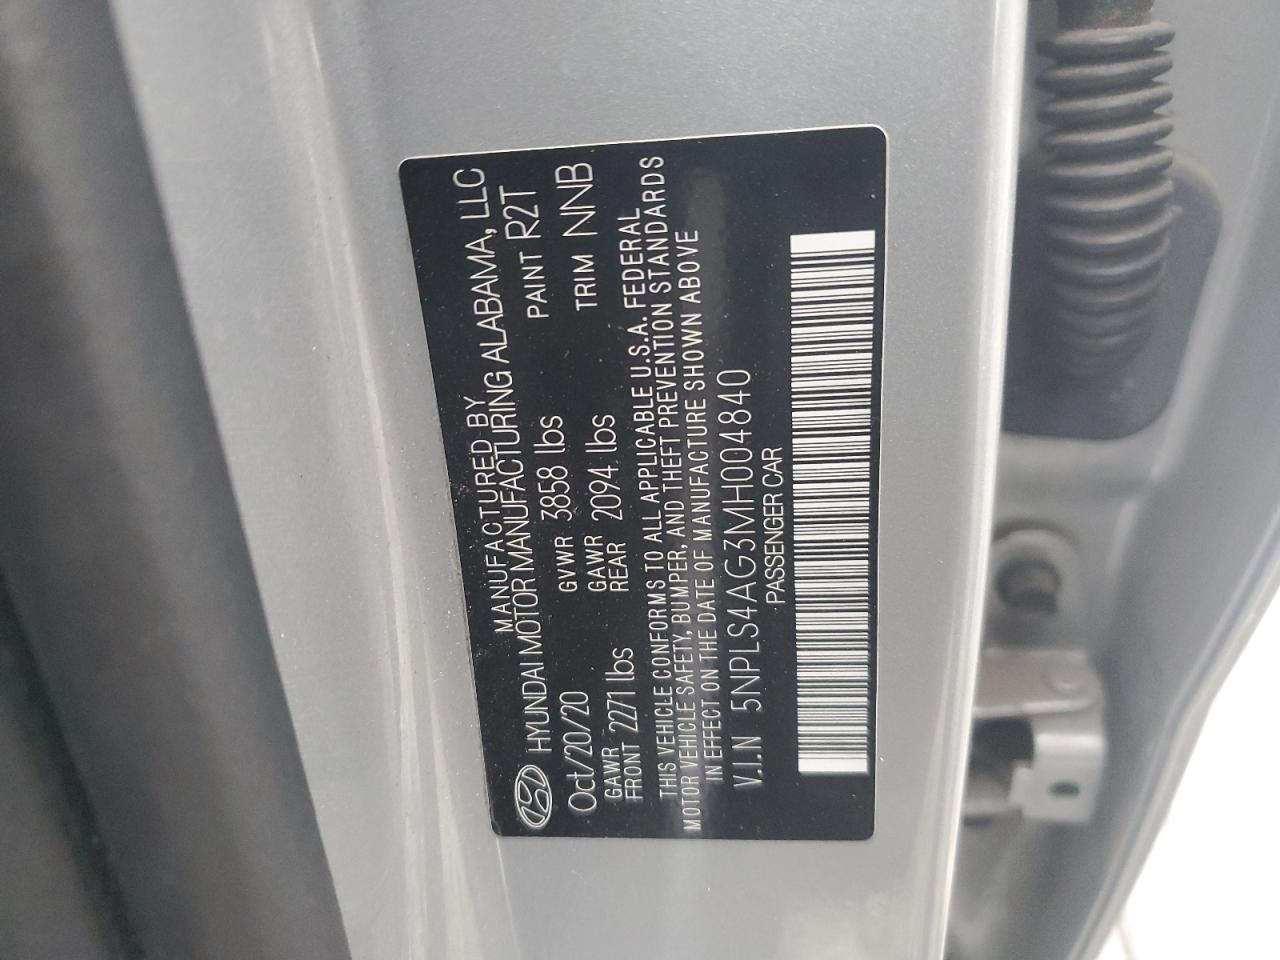 MANUFACTURED BY
HYUNDAI MOTOR MANUFACTURING ALABAMA, LLC
Oct/20/20 GVWR 3858 lbs PAINT R2T
GAWR FRONT 2271 lbs GAWR REAR 2094 lbs TRIM NNB
THIS VEHICLE CONFORMS TO ALL APPLICABLE U.S.A. FEDERAL
MOTOR VEHICLE SAFETY, BUMPER, AND THEFT PREVENTION STANDARDS
IN EFFECT ON THE DATE OF MANUFACTURE SHOWN ABOVE
V.I.N 5NPLS4AG3MH004840
PASSENGER CAR